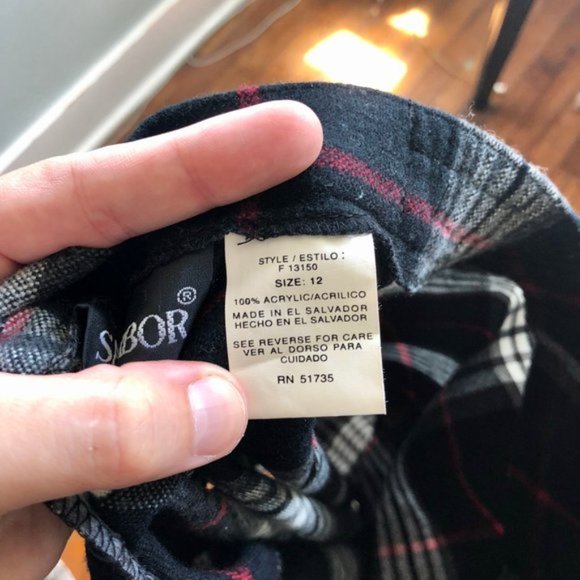 STYLE / ESTILO :
F 13150
SIZE: 12
100% ACRYLIC/ACRILICO
MADE IN EL SALVADOR
HECHO EN EL SALVADOR
SEE REVERSE FOR CARE
VER AL DORSO PARA
CUIDADO
RN 51735